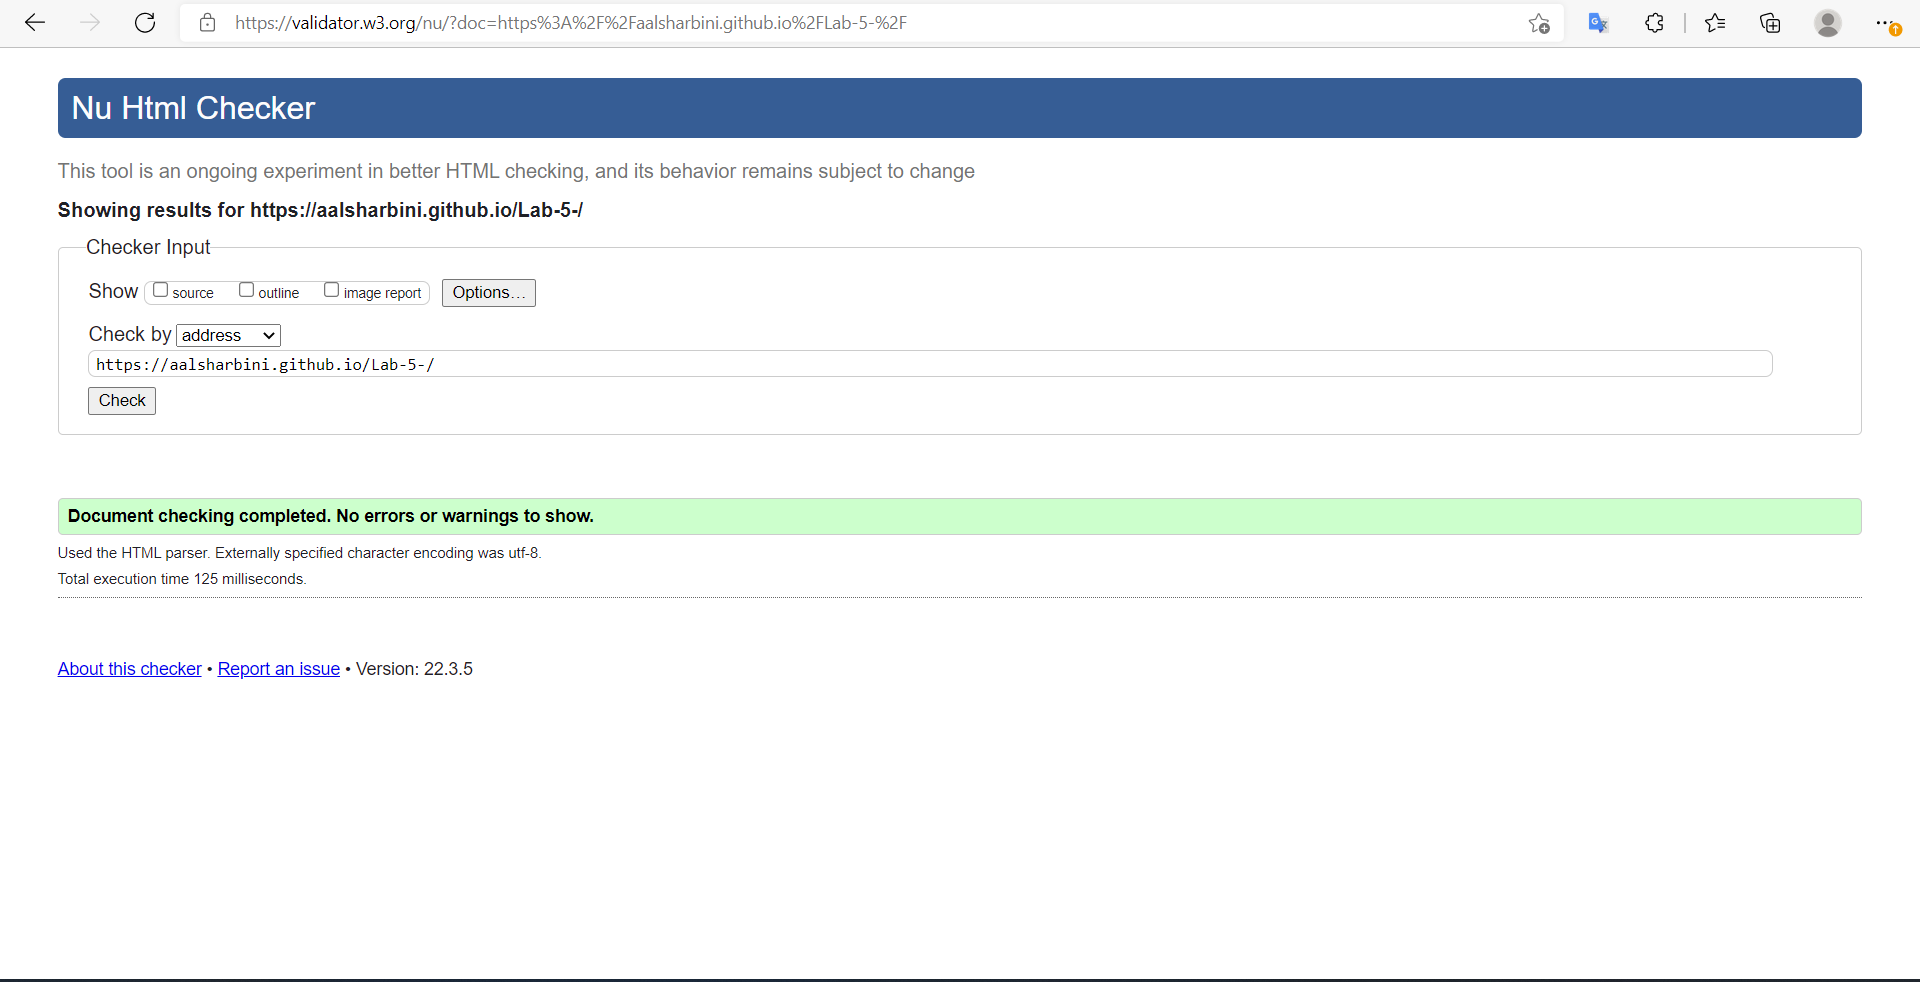 https://validator.w3.org/nu/?doc=https%3A%2F%2Faalsharbini.github.io%2FLab-5-%2F
Nu Html Checker
This tool is an ongoing experiment in better HTML checking, and its behavior remains subject to change
Showing results for https://aalsharbini.github.io/Lab-5-/
Checker Input
Show source outline image report Options...
Check by address
https://aalsharbini.github.io/Lab-5-/
Check
Document checking completed. No errors or warnings to show.
Used the HTML parser. Externally specified character encoding was utf-8.
Total execution time 125 milliseconds.
About this checker • Report an issue • Version: 22.3.5